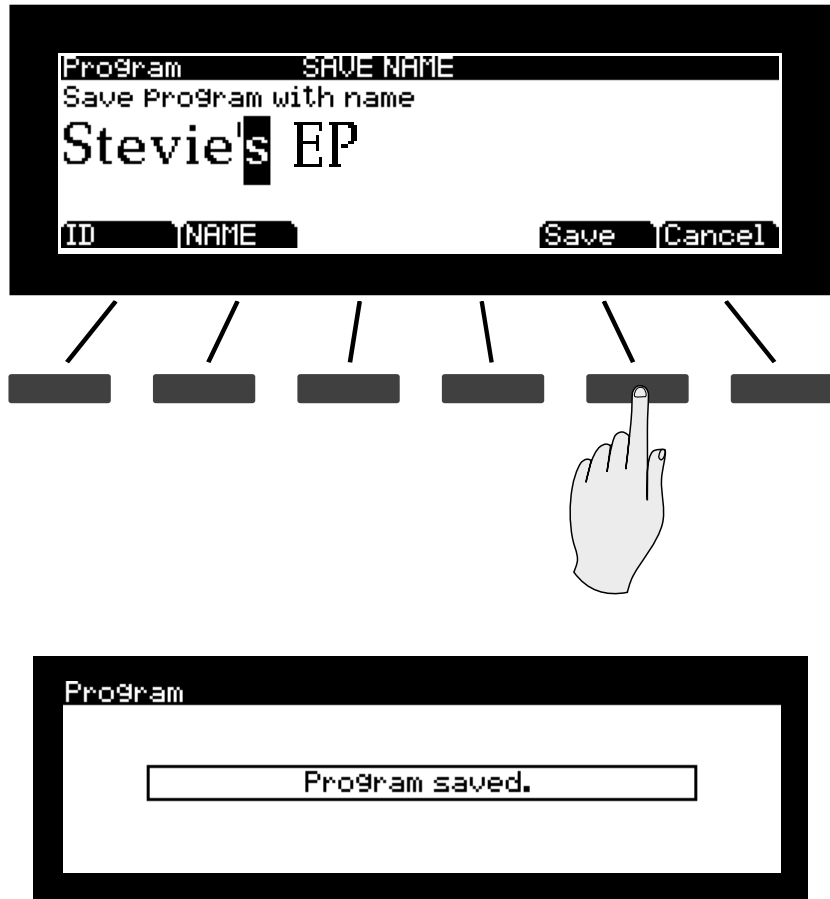 Program SAVE NAME
Save Program with name
Stevie's EP
ID NAME Save Cancel
Program
Program saved.